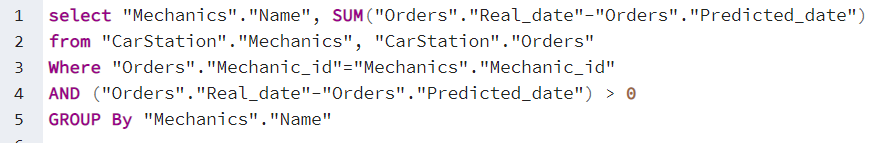 1 select "Mechanics"."Name", SUM("Orders"."Real_date"-"Orders"."Predicted_date")
2 from "CarStation"."Mechanics", "CarStation"."Orders"
3 Where "Orders"."Mechanic_id"="Mechanics"."Mechanic_id"
4 AND ("Orders"."Real_date"-"Orders"."Predicted_date") > 0
5 GROUP By "Mechanics"."Name"